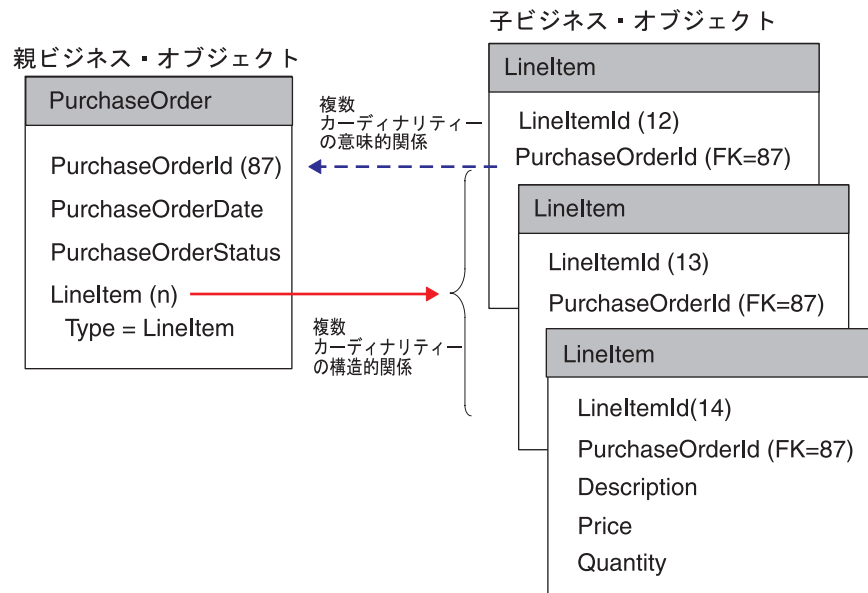 親ビジネス・オブジェクト
PurchaseOrder
PurchaseOrderId (87)
PurchaseOrderDate
PurchaseOrderStatus
LineItem (n)
Type = LineItem
複数
カーディナリティー
の意味的関係
複数
カーディナリティー
の構造的関係
子ビジネス・オブジェクト
LineItem
LineItemId (12)
PurchaseOrderId (FK=87)
LineItem
LineItemId (13)
PurchaseOrderId (FK=87)
LineItem
LineItemId(14)
PurchaseOrderId (FK=87)
Description
Price
Quantity